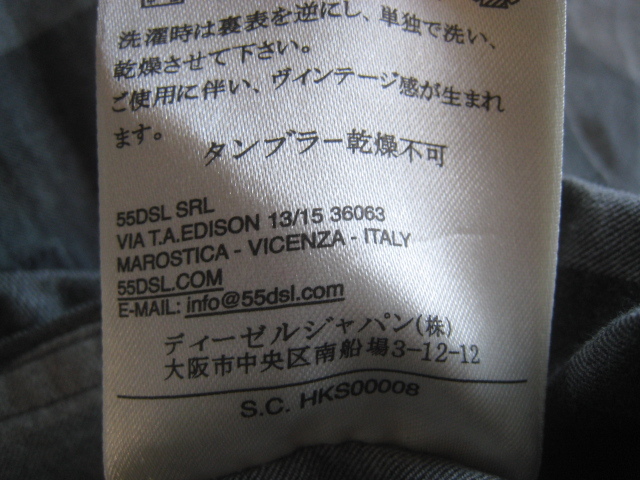 洗濯時は裏表を逆にし、単独で洗い、
乾燥させて下さい。
ご使用に伴い、ヴィンテージ感が生まれ
ます。
タンブラー乾燥不可
55DSL SRL
VIA T.A.EDISON 13/15 36063
MAROSTICA - VICENZA - ITALY
55DSL.COM
E-MAIL: info@55dsl.com
ディーゼルジャパン(株)
大阪市中央区南船場3-12-12
S.C. HKS00008